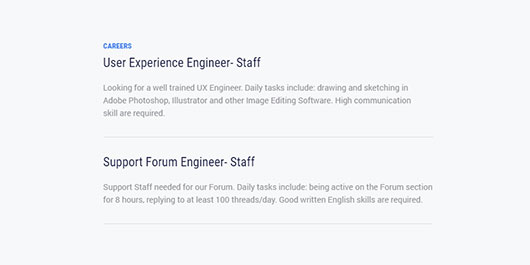 CAREERS
User Experience Engineer- Staff
Looking for a well trained UX Engineer. Daily tasks include: drawing and sketching in
Adobe Photoshop, Illustrator and other Image Editing Software. High communication
skill are required.
Support Forum Engineer- Staff
Support Staff needed for our Forum. Daily tasks include: being active on the Forum section
for 8 hours, replying to at least 100 threads/day. Good written English skills are required.